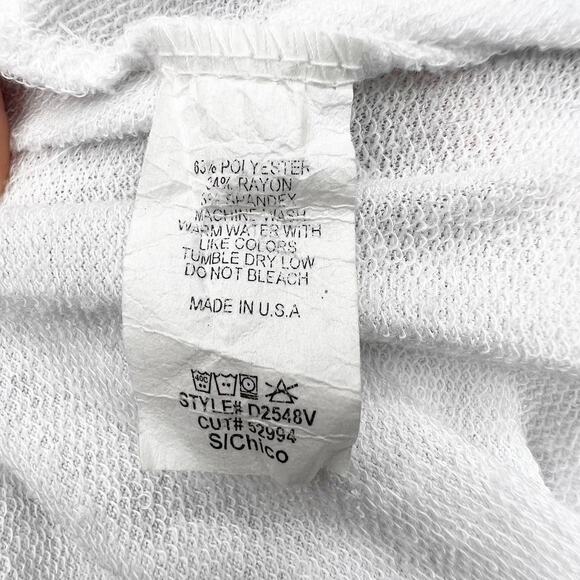 63% POLYESTER
34% RAYON
3% SPANDEX
MACHINE WASH
WARM WATER WITH
LIKE COLORS
TUMBLE DRY LOW
DO NOT BLEACH
MADE IN U.S.A
40C
STYLE# D2548V
CUT# 52994
S/Chico